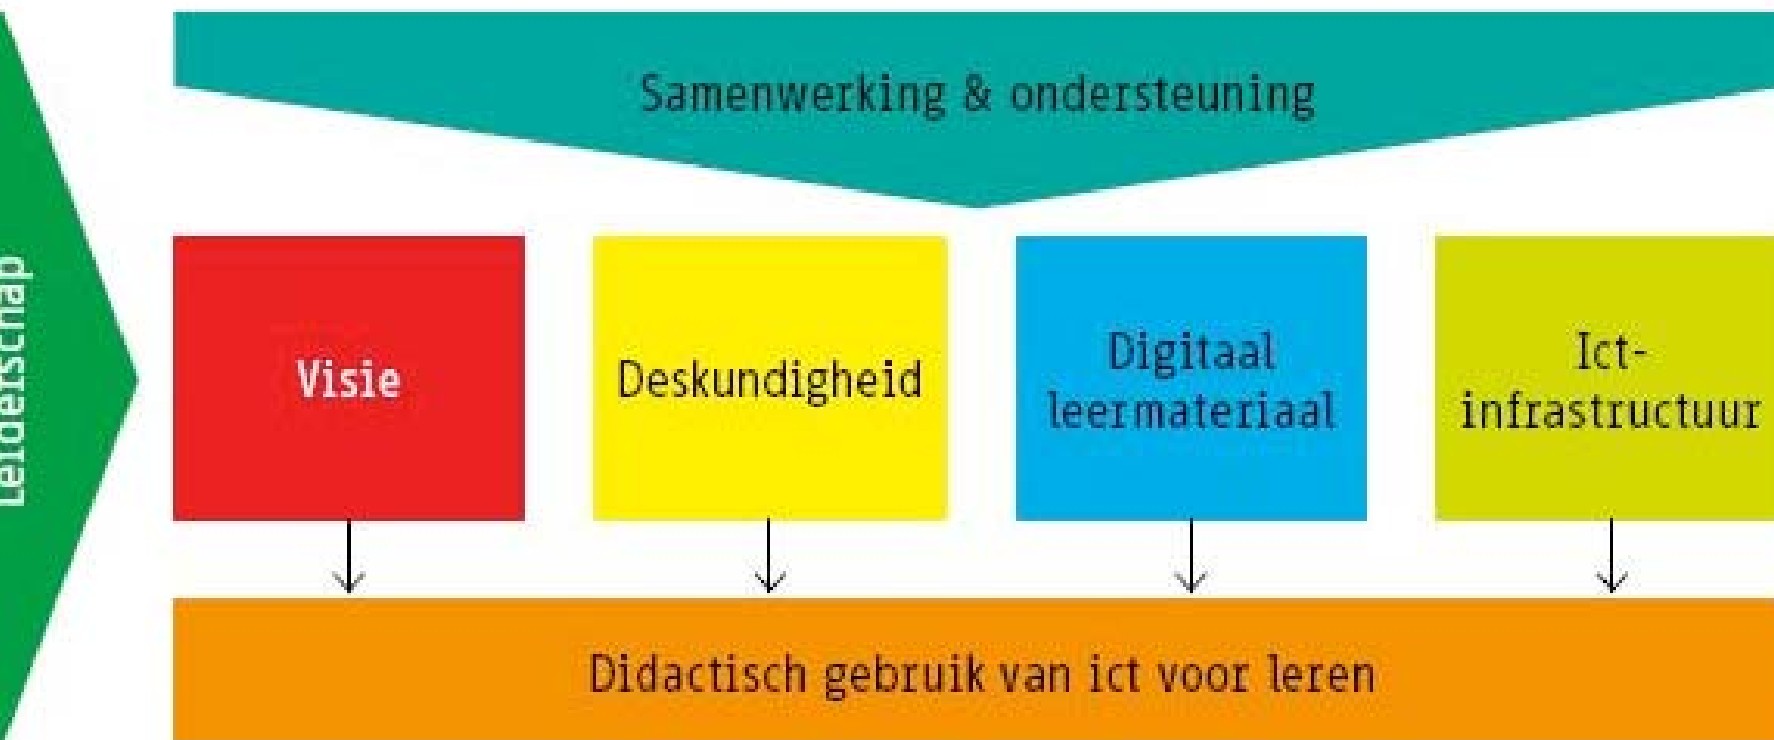 Leiderschap
Samenwerking & ondersteuning
Visie
Deskundigheid
Digitaal
leermateriaal
Ict-
infrastructuur
Didactisch gebruik van ict voor leren